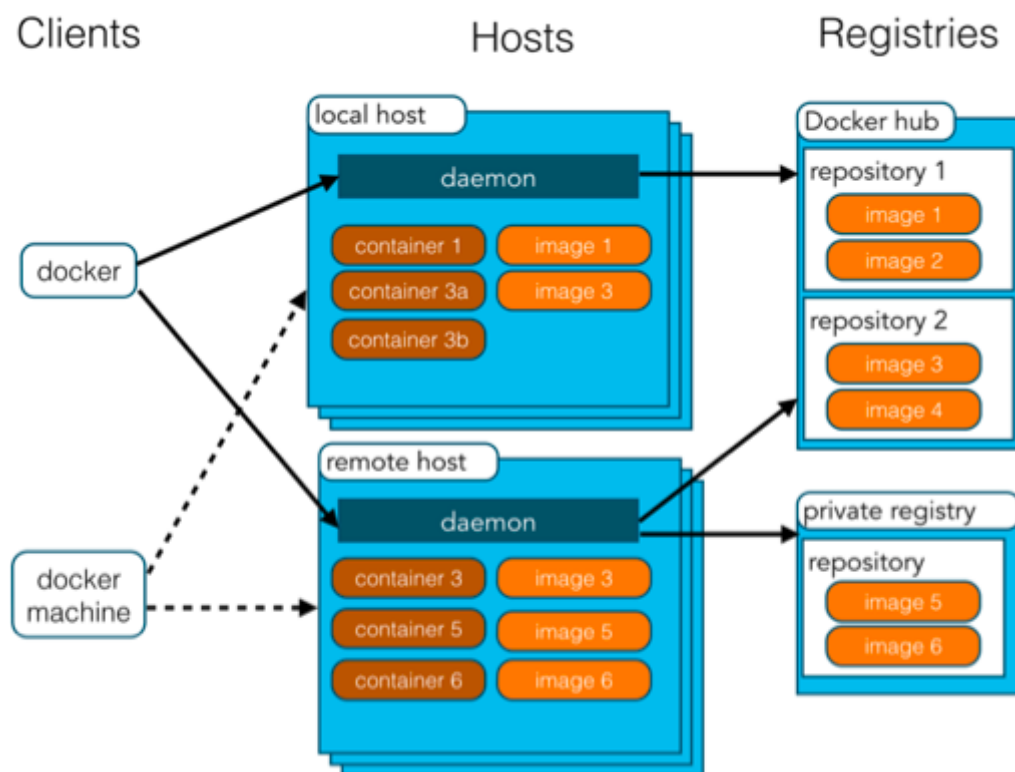 Clients
Hosts
Registries
docker
docker
machine
local host
daemon
container 1
image 1
container 3a
image 3
container 3b
remote host
daemon
container 3
image 3
container 5
image 5
container 6
image 6
Docker hub
repository 1
image 1
image 2
repository 2
image 3
image 4
private registry
repository
image 5
image 6